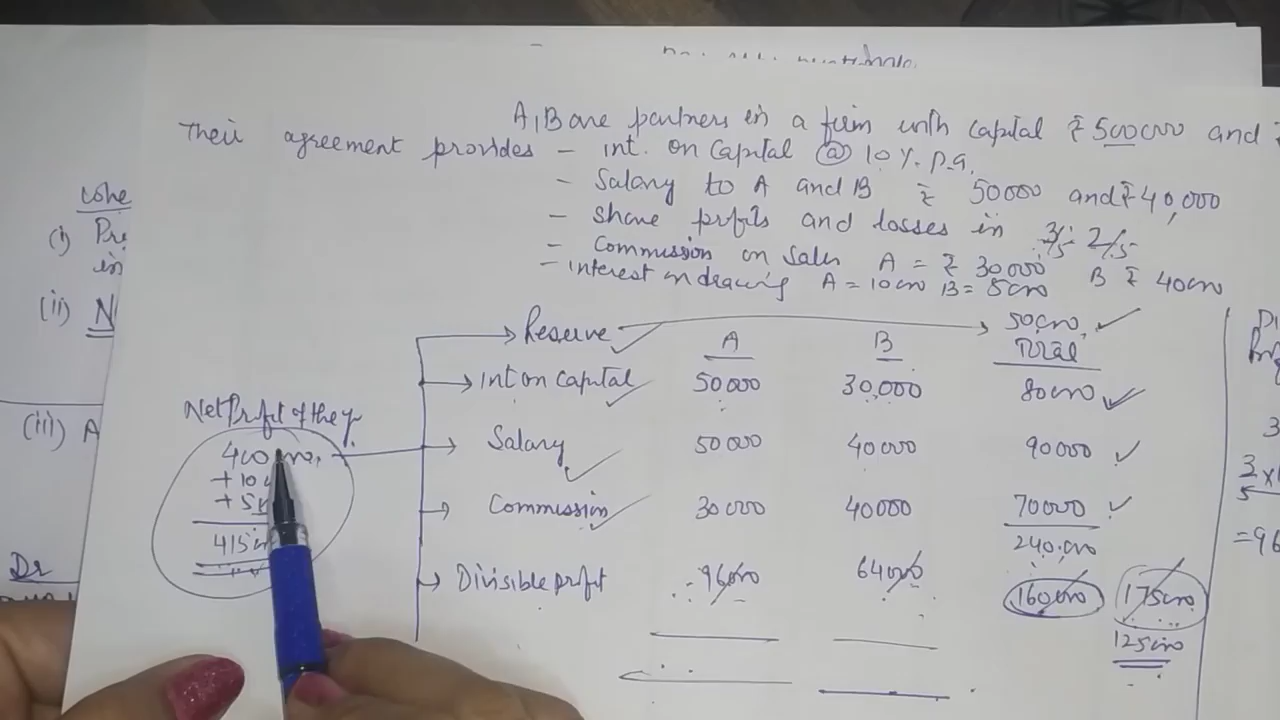 A, B are partners in a firm with capital ₹ 500000 and
Their agreement provides - int. on Capital @ 10 % p.a.
- Salary to A and B ₹ 50000 and ₹ 40,000
- Share profits and losses in 3/5 2/5
- Commission on Sales A = ₹ 30000 B ₹ 40000
- interest on drawing A = 10000 B = 5000
(i)
in
(ii)
(iii) A
Dr
Reserve 50000
A B Total
Int on Capital 50000 30,000 80000
Net Profit of the yr.
Salary 50000 40000 90000
+10
+5
Commission 30000 40000 70000
240,000
Divisible profit 96000 64000 160000 175000
125000
3
=96